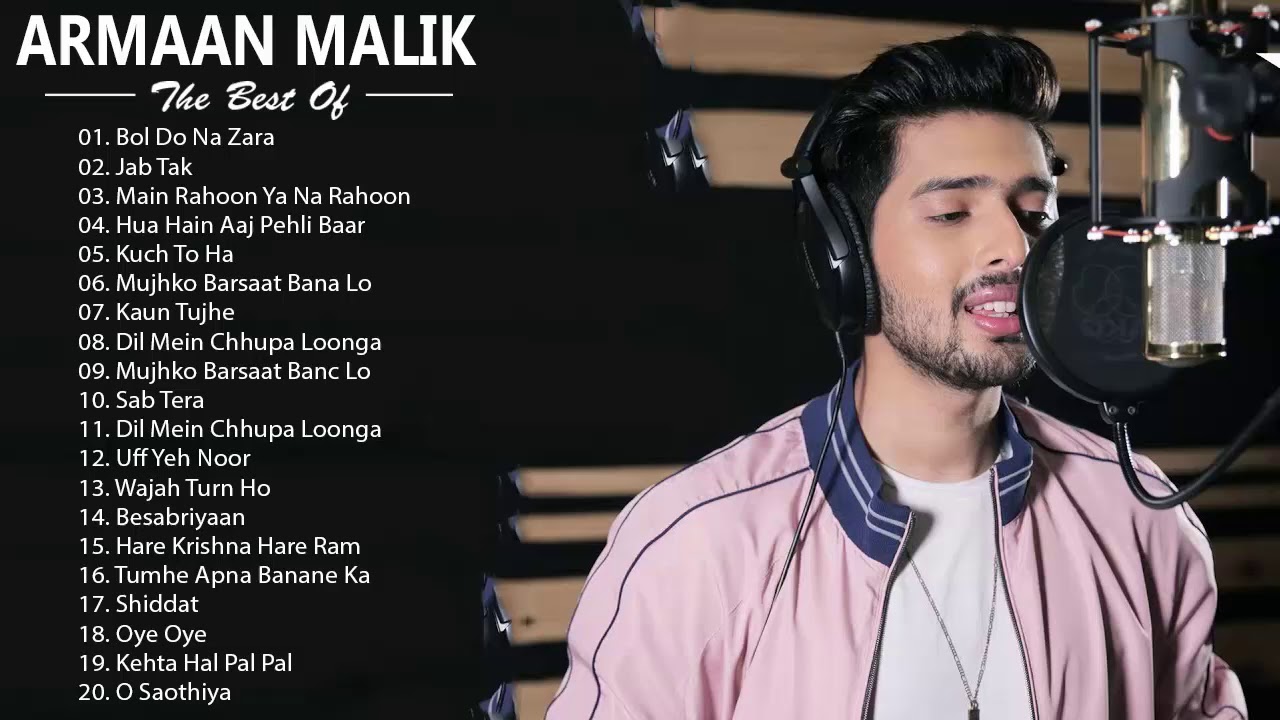 ARMAAN MALIK
The Best Of
01. Bol Do Na Zara
02. Jab Tak
03. Main Rahoon Ya Na Rahoon
04. Hua Hain Aaj Pehli Baar
05. Kuch To Ha
06. Mujhko Barsaat Bana Lo
07. Kaun Tujhe
08. Dil Mein Chhupa Loonga
09. Mujhko Barsaat Banc Lo
10. Sab Tera
11. Dil Mein Chhupa Loonga
12. Uff Yeh Noor
13. Wajah Turn Ho
14. Besabriyaan
15. Hare Krishna Hare Ram
16. Tumhe Apna Banane Ka
17. Shiddat
18. Oye Oye
19. Kehta Hal Pal Pal
20. O Saothiya